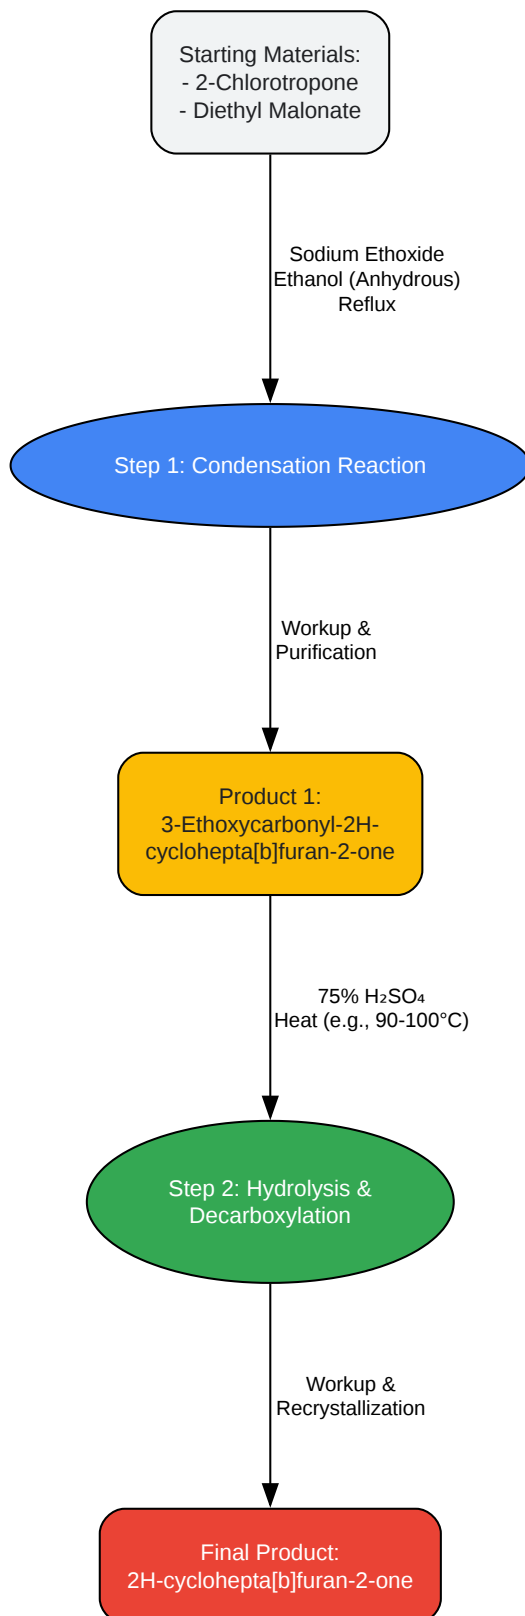 Starting Materials:
- 2-Chlorotropone
- Diethyl Malonate
Sodium Ethoxide
Ethanol (Anhydrous)
Reflux
Step 1: Condensation Reaction
Workup &
Purification
Product 1:
3-Ethoxycarbonyl-2H-
cyclohepta[b]furan-2-one
75% H₂SO₄
Heat (e.g., 90-100°C)
Step 2: Hydrolysis &
Decarboxylation
Workup &
Recrystallization
Final Product:
2H-cyclohepta[b]furan-2-one